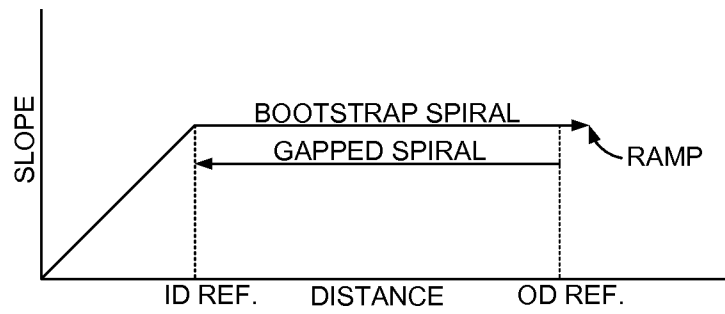 SLOPE
BOOTSTRAP SPIRAL
GAPPED SPIRAL
RAMP
ID REF.
DISTANCE
OD REF.